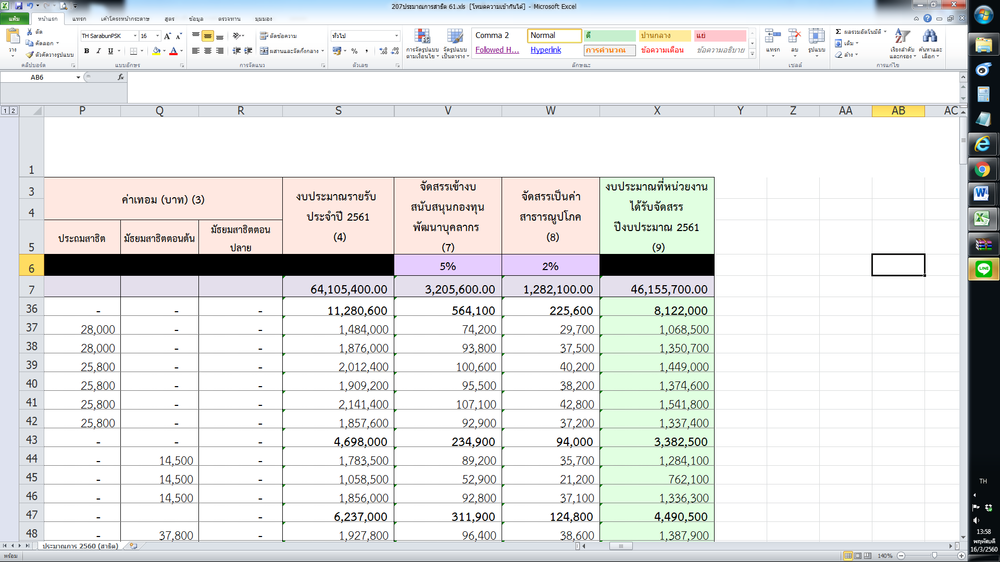 207ประมาณการสาธิต 61.xls [โหมดความเข้ากันได้] - Microsoft Excel
แฟ้ม หน้าแรก แทรก เค้าโครงหน้ากระดาษ สูตร ข้อมูล ตรวจทาน มุมมอง
วาง
ตัด
คัดลอก
ตัวคัดวางรูปแบบ
คลิปบอร์ด
TH SarabunPSK 16
B I U
แบบอักษร
ตัดข้อความ
ผสานและจัดกึ่งกลาง
การจัดแนว
ทั่วไป
ตัวเลข
การจัดรูปแบบ
ตามเงื่อนไข
จัดรูปแบบ
เป็นตาราง
Comma 2 Normal ดี ปานกลาง แย่
Followed H... Hyperlink การคำนวณ ข้อความเตือน ข้อความอธิบาย
ลักษณะ
แทรก ลบ รูปแบบ
เซลล์
ผลรวมอัตโนมัติ
เติม
ล้าง
เรียงลำดับ
และกรอง
ค้นหาและ
เลือก
การแก้ไข
AB6 fx
1 2
P Q R S V W X Y Z AA AB AC
1
3
4
5
6
7
ค่าเทอม (บาท) (3)
ประถมสาธิต
มัธยมสาธิตตอนต้น
มัธยมสาธิตตอน
ปลาย
งบประมาณรายรับ
ประจำปี 2561
(4)
จัดสรรเข้างบ
สนับสนุนกองทุน
พัฒนาบุคลากร
(7)
จัดสรรเป็นค่า
สาธารณูปโภค
(8)
งบประมาณที่หน่วยงาน
ได้รับจัดสรร
ปีงบประมาณ 2561
(9)
5% 2%
64,105,400.00 3,205,600.00 1,282,100.00 46,155,700.00
36 - - - 11,280,600 564,100 225,600 8,122,000
37 28,000 - - 1,484,000 74,200 29,700 1,068,500
38 28,000 - - 1,876,000 93,800 37,500 1,350,700
39 25,800 - - 2,012,400 100,600 40,200 1,449,000
40 25,800 - - 1,909,200 95,500 38,200 1,374,600
41 25,800 - - 2,141,400 107,100 42,800 1,541,800
42 25,800 - - 1,857,600 92,900 37,200 1,337,400
43 - - - 4,698,000 234,900 94,000 3,382,500
44 - 14,500 - 1,783,500 89,200 35,700 1,284,100
45 - 14,500 - 1,058,500 52,900 21,200 762,100
46 - 14,500 - 1,856,000 92,800 37,100 1,336,300
47 - - 6,237,000 311,900 124,800 4,490,500
48 - 37,800 - 1,927,800 96,400 38,600 1,387,900
ประมาณการ 2560 (สาธิต)
พร้อม
140%
LINE
TH
13:58
พฤหัสบดี
16/3/2560